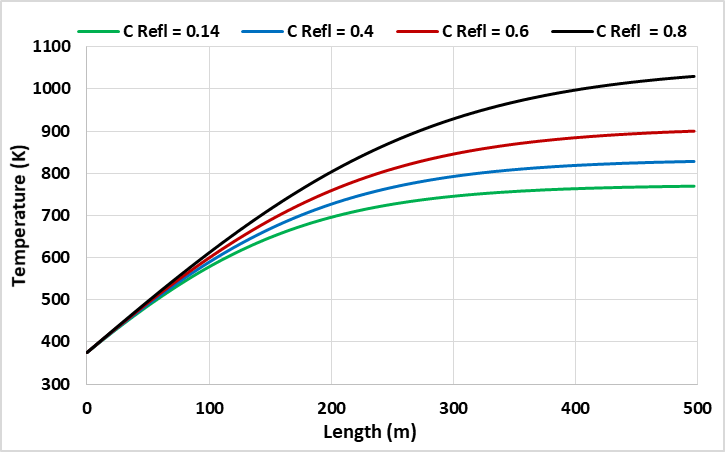 C Refl = 0.14 C Refl = 0.4 C Refl = 0.6 C Refl  = 0.8
1100
1000
900
800
700
600
500
400
300
Temperature (K)
0 100 200 300 400 500
Length (m)